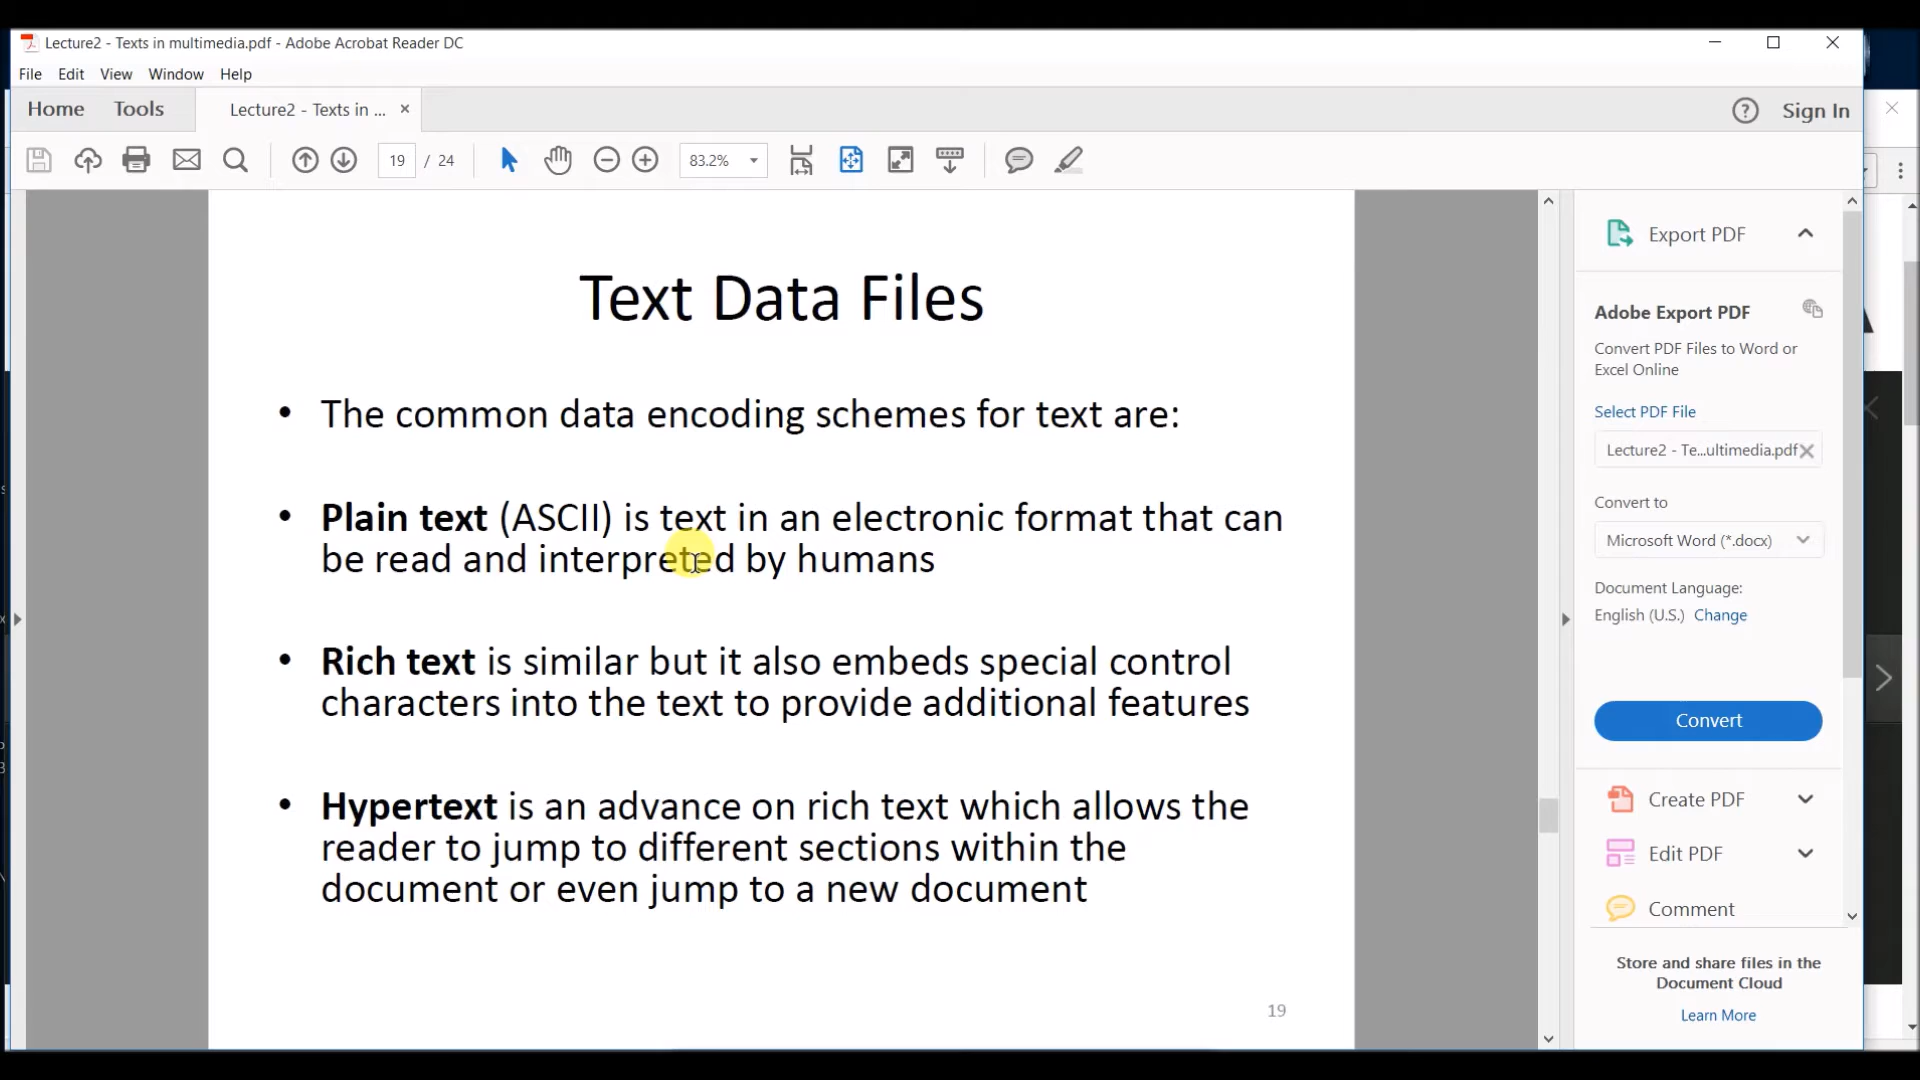 Lecture2 - Texts in multimedia.pdf - Adobe Acrobat Reader DC
File Edit View Window Help
Home Tools Lecture2 - Texts in ... × Sign In
19 / 24 83.2%
Text Data Files
• The common data encoding schemes for text are:
• Plain text (ASCII) is text in an electronic format that can
be read and interpreted by humans
• Rich text is similar but it also embeds special control
characters into the text to provide additional features
• Hypertext is an advance on rich text which allows the
reader to jump to different sections within the
document or even jump to a new document
19
Export PDF
Adobe Export PDF
Convert PDF Files to Word or
Excel Online
Select PDF File
Lecture2 - Te...ultimedia.pdf
Convert to
Microsoft Word (*.docx)
Document Language:
English (U.S.) Change
Convert
Create PDF
Edit PDF
Comment
Store and share files in the
Document Cloud
Learn More